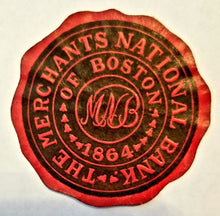 THE MERCHANTS NATIONAL BANK
OF BOSTON
MNB
1864